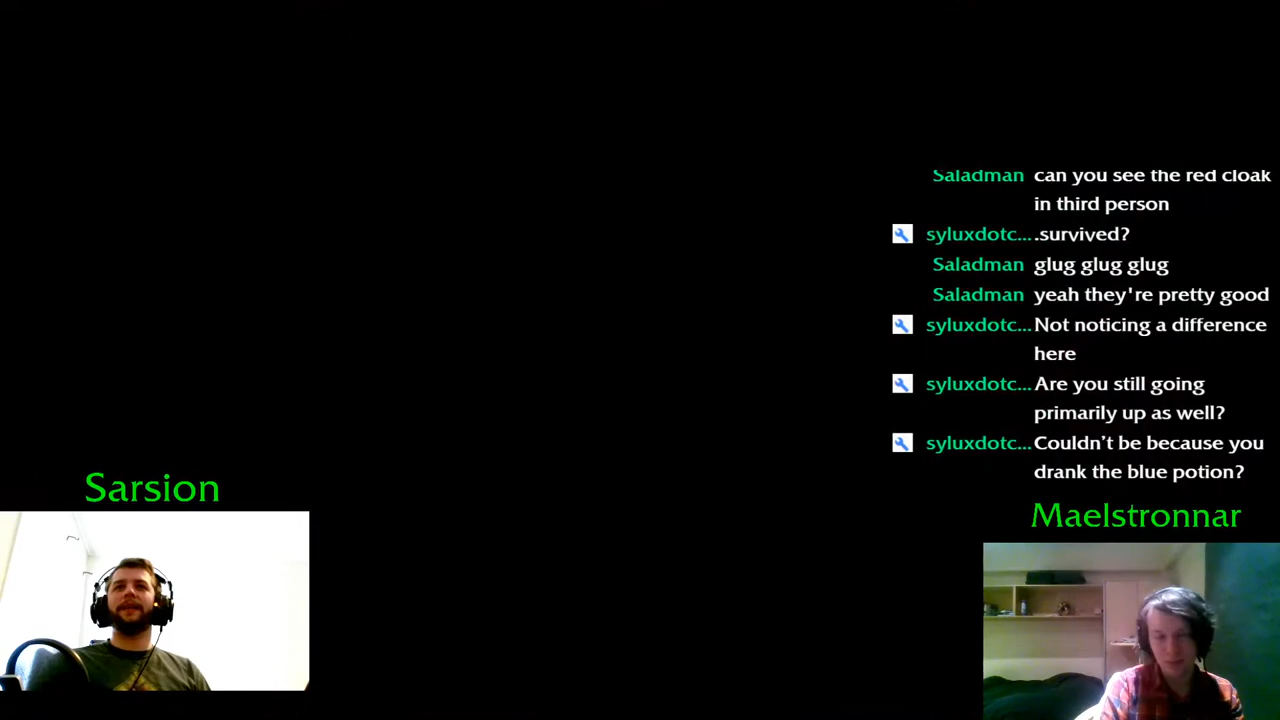 Saladman can you see the red cloak
in third person
syluxdotc... .survived?
Saladman glug glug glug
Saladman yeah they're pretty good
syluxdotc... Not noticing a difference
here
syluxdotc... Are you still going
primarily up as well?
syluxdotc... Couldn't be because you
drank the blue potion?
Sarsion
Maelstronnar